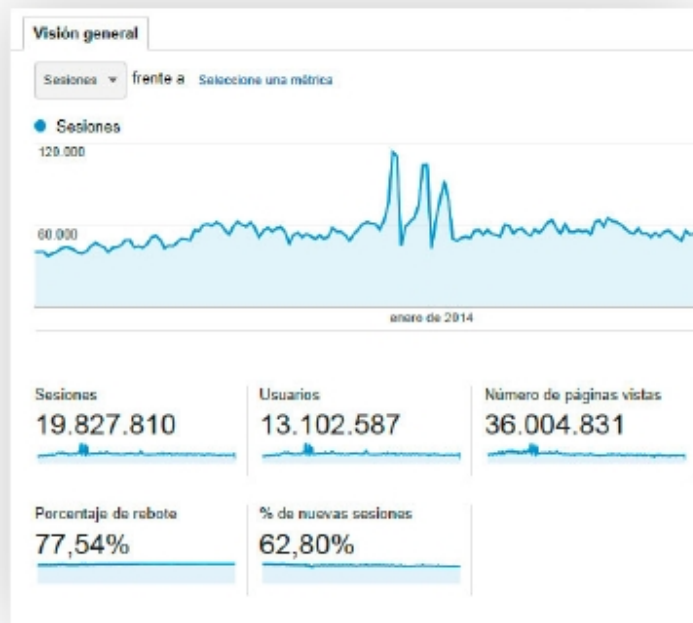 Visión general
Sesiones frente a Seleccione una métrica
Sesiones
120.000
60.000
enero de 2014
Sesiones Usuarios Número de páginas vistas
19.827.810 13.102.587 36.004.831
Porcentaje de rebote % de nuevas sesiones
77,54% 62,80%